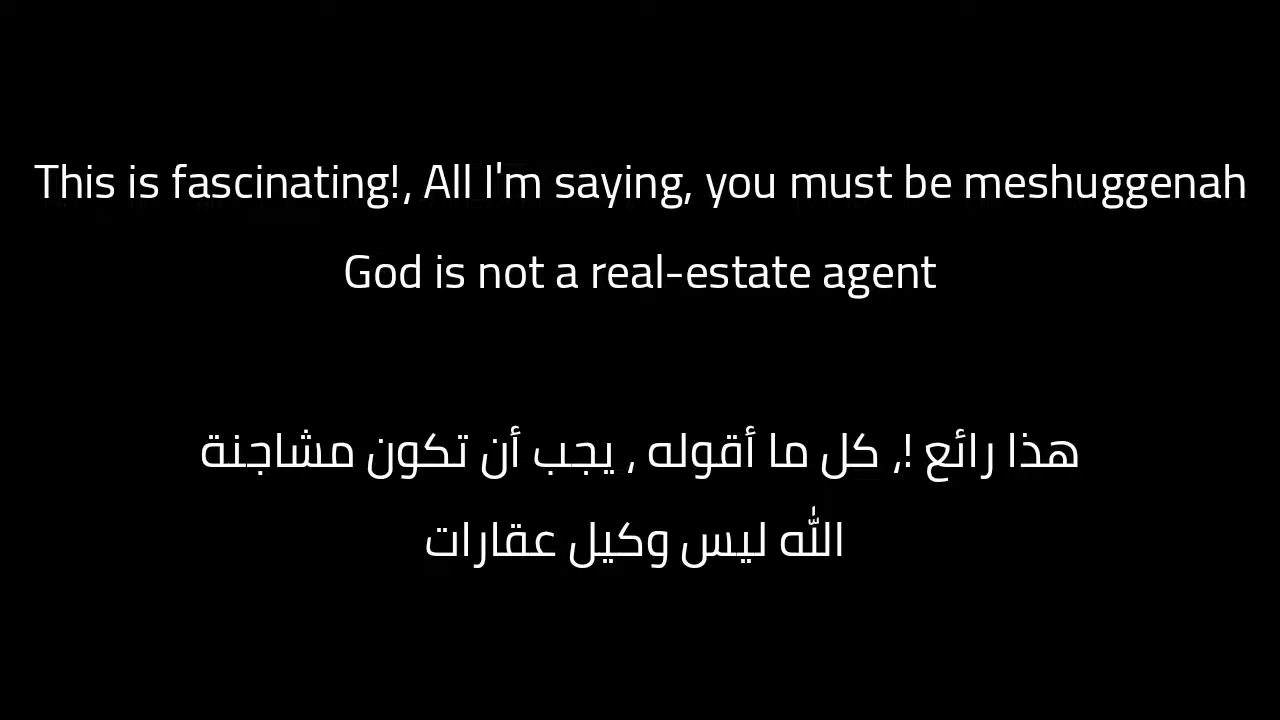 This is fascinating!, All I'm saying, you must be meshuggenah
God is not a real-estate agent
هذا رائع !, كل ما أقوله , يجب أن تكون مشاجنة
الله ليس وكيل عقارات